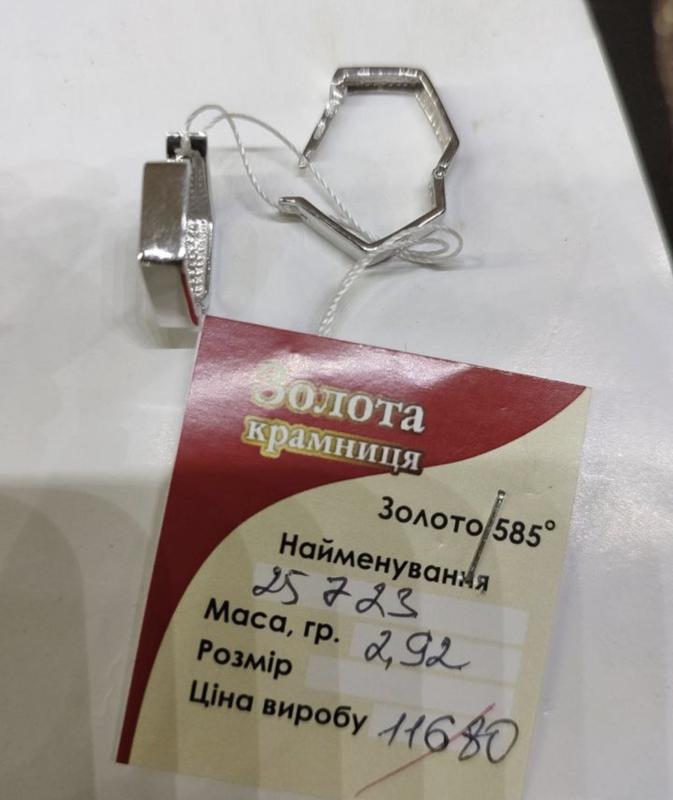 Золота
крамниця
Золото 585°
Найменування
25723
Маса, гр. 2,92
Розмір
Ціна виробу 11680